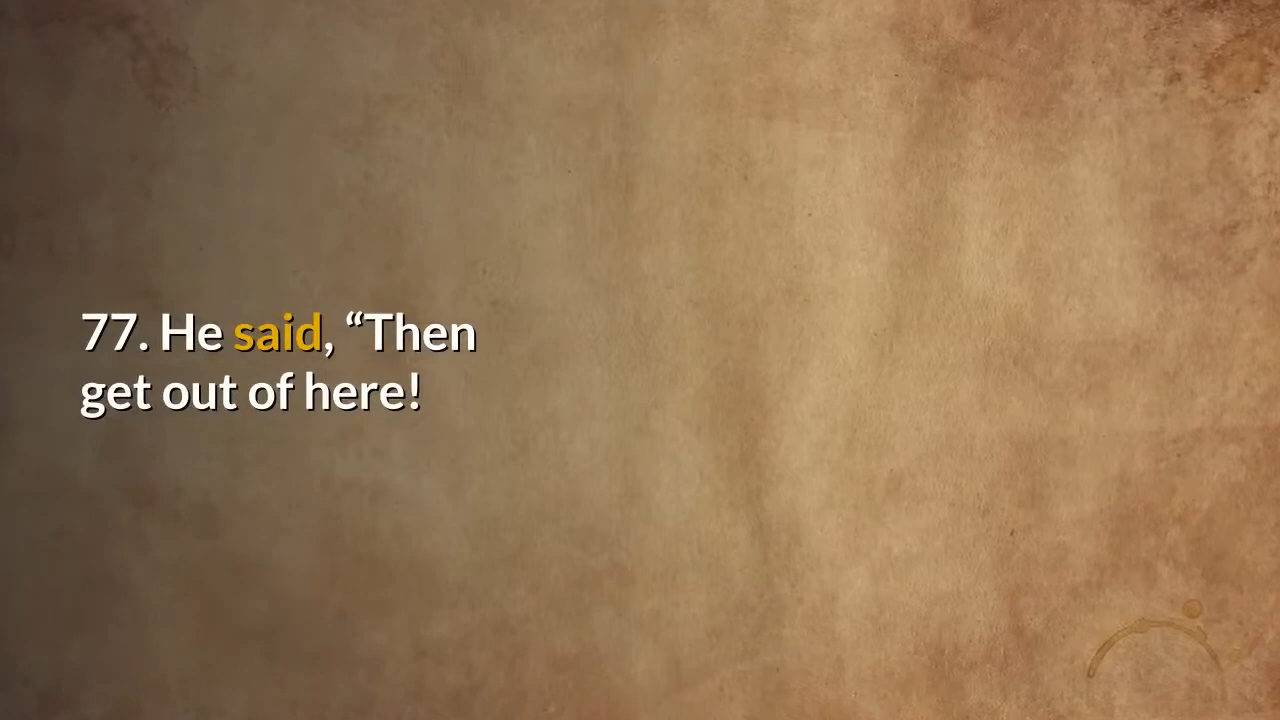 77. He said, “Then
get out of here!